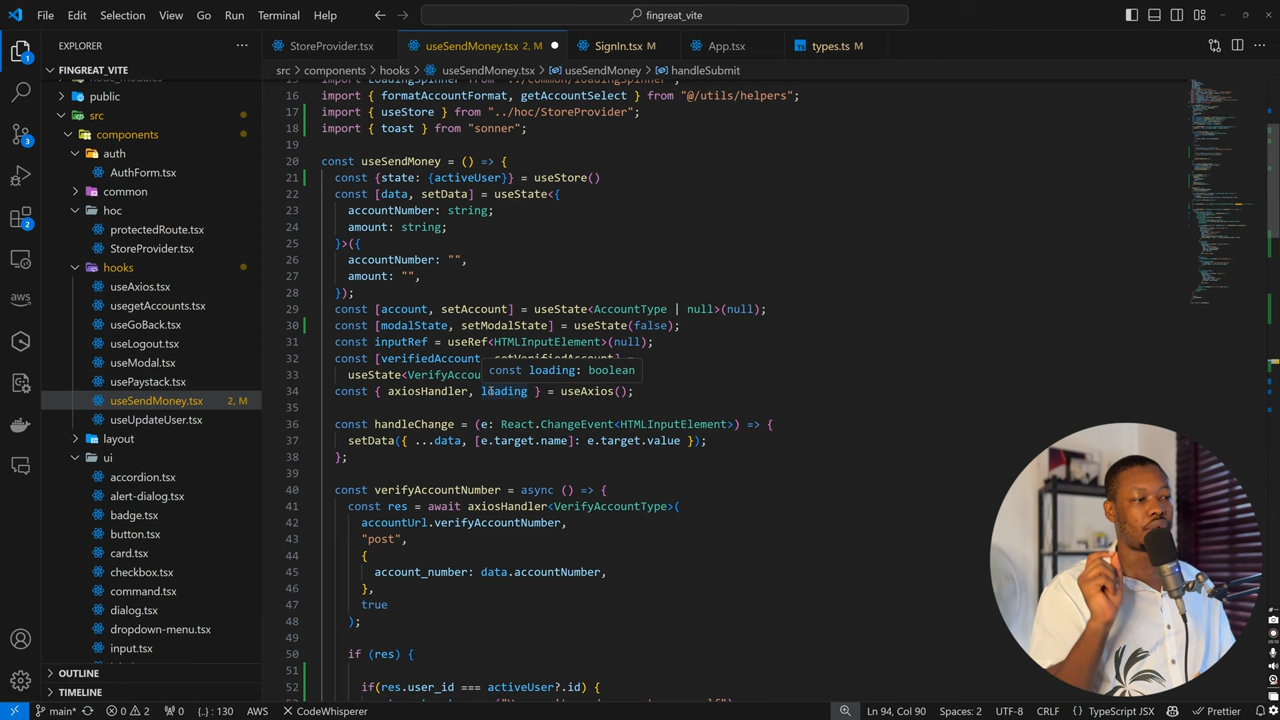 File Edit Selection View Go Run Terminal Help
fingreat_vite
EXPLORER
StoreProvider.tsx
useSendMoney.tsx 2, M
SignIn.tsx M
App.tsx
types.ts M
src > components > hooks > useSendMoney.tsx > useSendMoney > handleSubmit
FINGREAT_VITE
node_modules
public
src
components
auth
AuthForm.tsx
common
hoc
protectedRoute.tsx
StoreProvider.tsx
hooks
useAxios.tsx
usegetAccounts.tsx
useGoBack.tsx
useLogout.tsx
useModal.tsx
usePaystack.tsx
useSendMoney.tsx 2, M
useUpdateUser.tsx
layout
ui
accordion.tsx
alert-dialog.tsx
badge.tsx
button.tsx
card.tsx
checkbox.tsx
command.tsx
dialog.tsx
dropdown-menu.tsx
input.tsx
OUTLINE
TIMELINE
15 import LoadingSpinner from "../common/loadingSpinner";
16 import { formatAccountFormat, getAccountSelect } from "@/utils/helpers";
17 import { useStore } from "../hoc/StoreProvider";
18 import { toast } from "sonner";
19
20 const useSendMoney = () => {
21 const {state: {activeUser}} = useStore()
22 const [data, setData] = useState<{
23 accountNumber: string;
24 amount: string;
25 }>({
26 accountNumber: "",
27 amount: "",
28 });
29 const [account, setAccount] = useState<AccountType | null>(null);
30 const [modalState, setModalState] = useState(false);
31 const inputRef = useRef<HTMLInputElement>(null);
32 const [verifiedAccount, setVerifiedAccount] =
33 useState<VerifyAccou
const loading: boolean
34 const { axiosHandler, loading } = useAxios();
35
36 const handleChange = (e: React.ChangeEvent<HTMLInputElement>) => {
37 setData({ ...data, [e.target.name]: e.target.value });
38 };
39
40 const verifyAccountNumber = async () => {
41 const res = await axiosHandler<VerifyAccountType>(
42 accountUrl.verifyAccountNumber,
43 "post",
44 {
45 account_number: data.accountNumber,
46 },
47 true
48 );
49
50 if (res) {
51
52 if(res.user_id === activeUser?.id) {
main* 0 2 0 {..}: 130 AWS CodeWhisperer
Ln 94, Col 90 Spaces: 2 UTF-8 CRLF {} TypeScript JSX Prettier